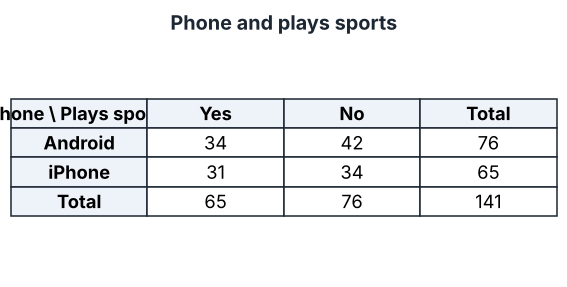 Phone and plays sports
hone \ Plays spo Yes No Total
Android 34 42 76
iPhone 31 34 65
Total 65 76 141